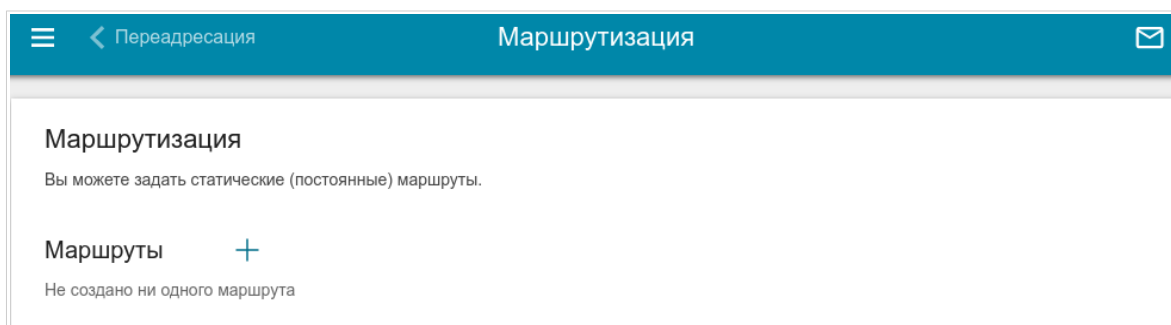 Переадресация
Маршрутизация
Маршрутизация
Вы можете задать статические (постоянные) маршруты.
Маршруты
Не создано ни одного маршрута